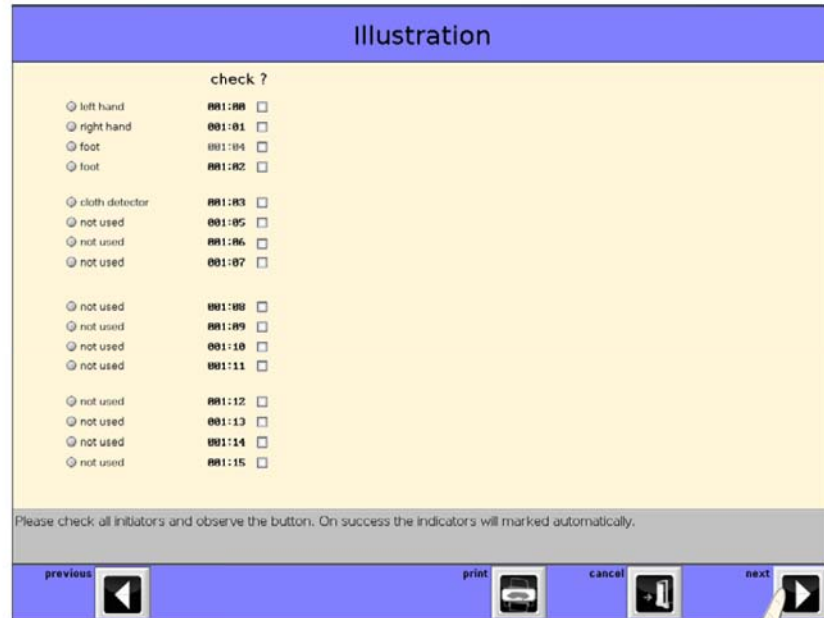 Illustration
check ?
left hand 001:00
right hand 001:01
foot 001:04
foot 001:02
cloth detector 001:03
not used 001:05
not used 001:06
not used 001:07
not used 001:08
not used 001:09
not used 001:10
not used 001:11
not used 001:12
not used 001:13
not used 001:14
not used 001:15
Please check all initiators and observe the button. On success the indicators will marked automatically.
previous print cancel next